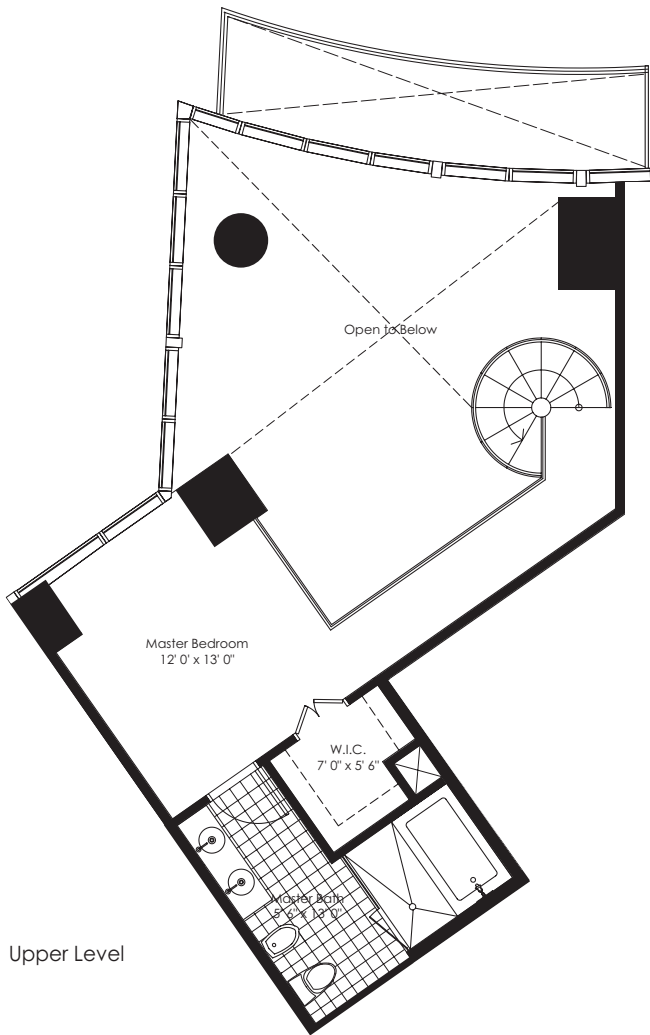 Open to Below
Master Bedroom
12' 0' x 13' 0"
W.I.C.
7' 0" x 5' 6"
Master Bath
5' 6" x 13' 0"
Upper Level